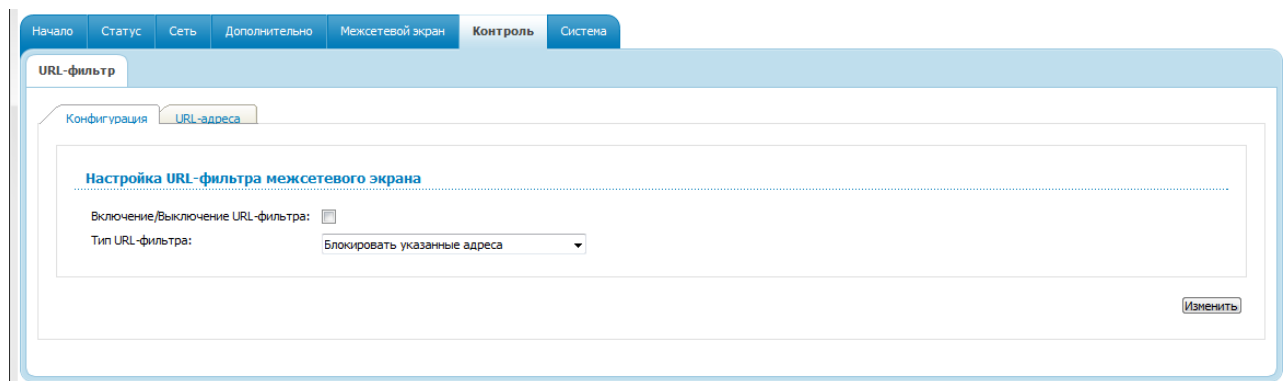 Начало Статус Сеть Дополнительно Межсетевой экран Контроль Система
URL-фильтр
Конфигурация URL-адреса
Настройка URL-фильтра межсетевого экрана
Включение/Выключение URL-фильтра:
Тип URL-фильтра: Блокировать указанные адреса
Изменить